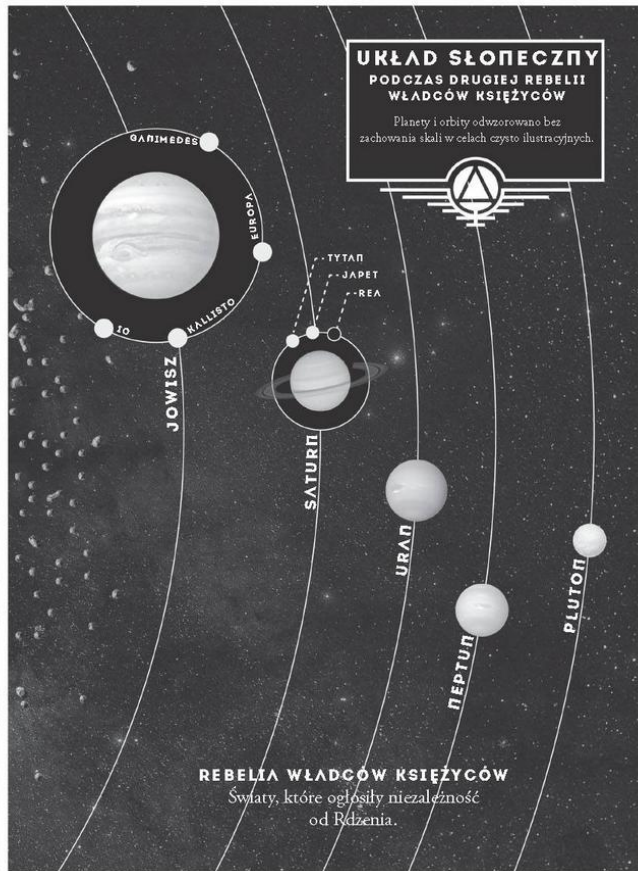 UKŁAD SŁONECZNY
PODCZAS DRUGIEJ REBELII
WŁADCÓW KSIĘŻYCÓW
Planety i orbity odwzorowano bez
zachowania skali w celach czysto ilustracyjnych.
GANIMEDES
EUROPA
KALLISTO
IO
JOWISZ
TYTAN
JAPET
REA
SATURN
URAN
NEPTUN
PLUTON
REBELIA WŁADCÓW KSIĘŻYCÓW
Światy, które ogłosiły niezależność
od Rdzenia.